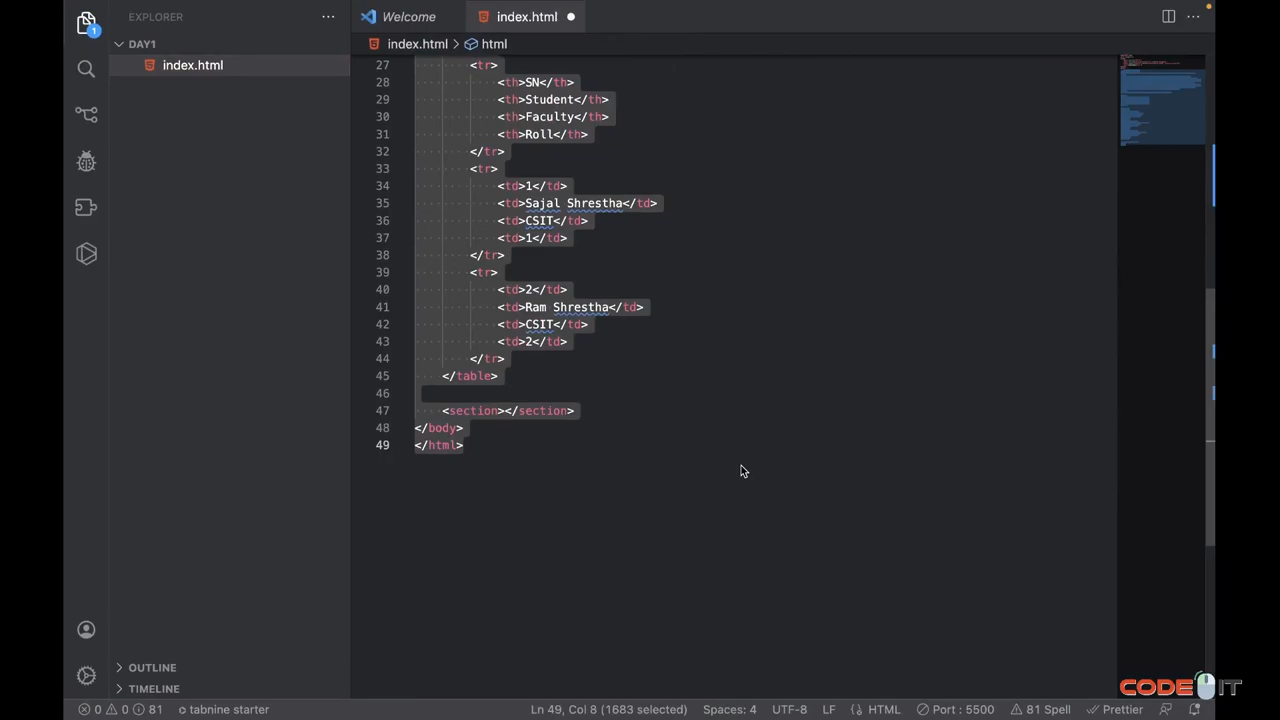 EXPLORER
DAY1
index.html
OUTLINE
TIMELINE
1
Welcome
index.html
index.html > html
27 <tr>
28 <th>SN</th>
29 <th>Student</th>
30 <th>Faculty</th>
31 <th>Roll</th>
32 </tr>
33 <tr>
34 <td>1</td>
35 <td>Sajal Shrestha</td>
36 <td>CSIT</td>
37 <td>1</td>
38 </tr>
39 <tr>
40 <td>2</td>
41 <td>Ram Shrestha</td>
42 <td>CSIT</td>
43 <td>2</td>
44 </tr>
45 </table>
46
47 <section></section>
48 </body>
49 </html>
CODE IT
0 0 81 tabnine starter Ln 49, Col 8 (1683 selected) Spaces: 4 UTF-8 LF {} HTML Port : 5500 81 Spell Prettier